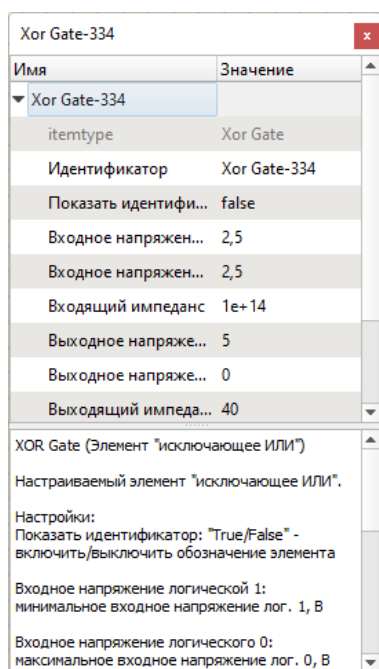 Xor Gate-334
x
Имя Значение
Xor Gate-334
itemtype Xor Gate
Идентификатор Xor Gate-334
Показать идентифи... false
Входное напряжен... 2,5
Входное напряжен... 2,5
Входящий импеданс 1e+14
Выходное напряже... 5
Выходное напряже... 0
Выходящий импеда... 40
XOR Gate (Элемент "исключающее ИЛИ")
Настраиваемый элемент "исключающее ИЛИ".
Настройки:
Показать идентификатор: "True/False" -
включить/выключить обозначение элемента
Входное напряжение логической 1:
минимальное входное напряжение лог. 1, В
Входное напряжение логического 0:
максимальное входное напряжение лог. 0, В